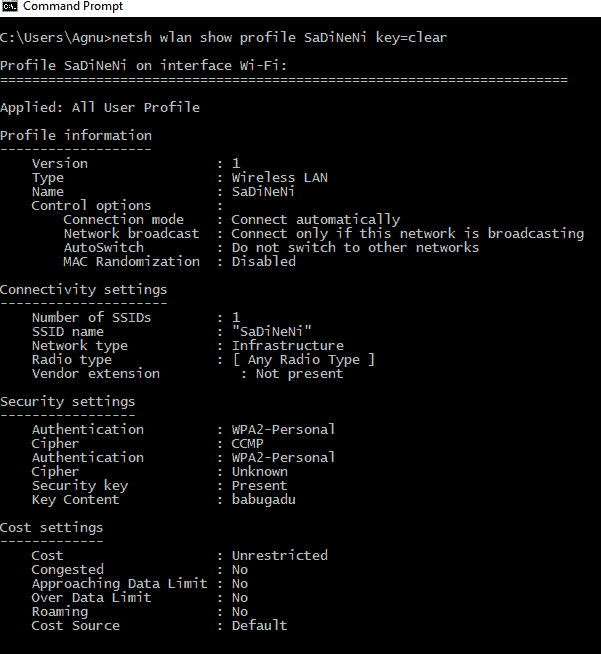 Command Prompt
C:\Users\Agnu>netsh wlan show profile SaDiNeNi key=clear
Profile SaDiNeNi on interface Wi-Fi:
=======================================================================
Applied: All User Profile
Profile information
-------------------
    Version                : 1
    Type                   : Wireless LAN
    Name                   : SaDiNeNi
    Control options        :
        Connection mode    : Connect automatically
        Network broadcast  : Connect only if this network is broadcasting
        AutoSwitch         : Do not switch to other networks
        MAC Randomization  : Disabled
Connectivity settings
---------------------
    Number of SSIDs        : 1
    SSID name              : "SaDiNeNi"
    Network type           : Infrastructure
    Radio type             : [ Any Radio Type ]
    Vendor extension          : Not present
Security settings
-----------------
    Authentication         : WPA2-Personal
    Cipher                 : CCMP
    Authentication         : WPA2-Personal
    Cipher                 : Unknown
    Security key           : Present
    Key Content            : babugadu
Cost settings
-------------
    Cost                   : Unrestricted
    Congested              : No
    Approaching Data Limit : No
    Over Data Limit        : No
    Roaming                : No
    Cost Source            : Default